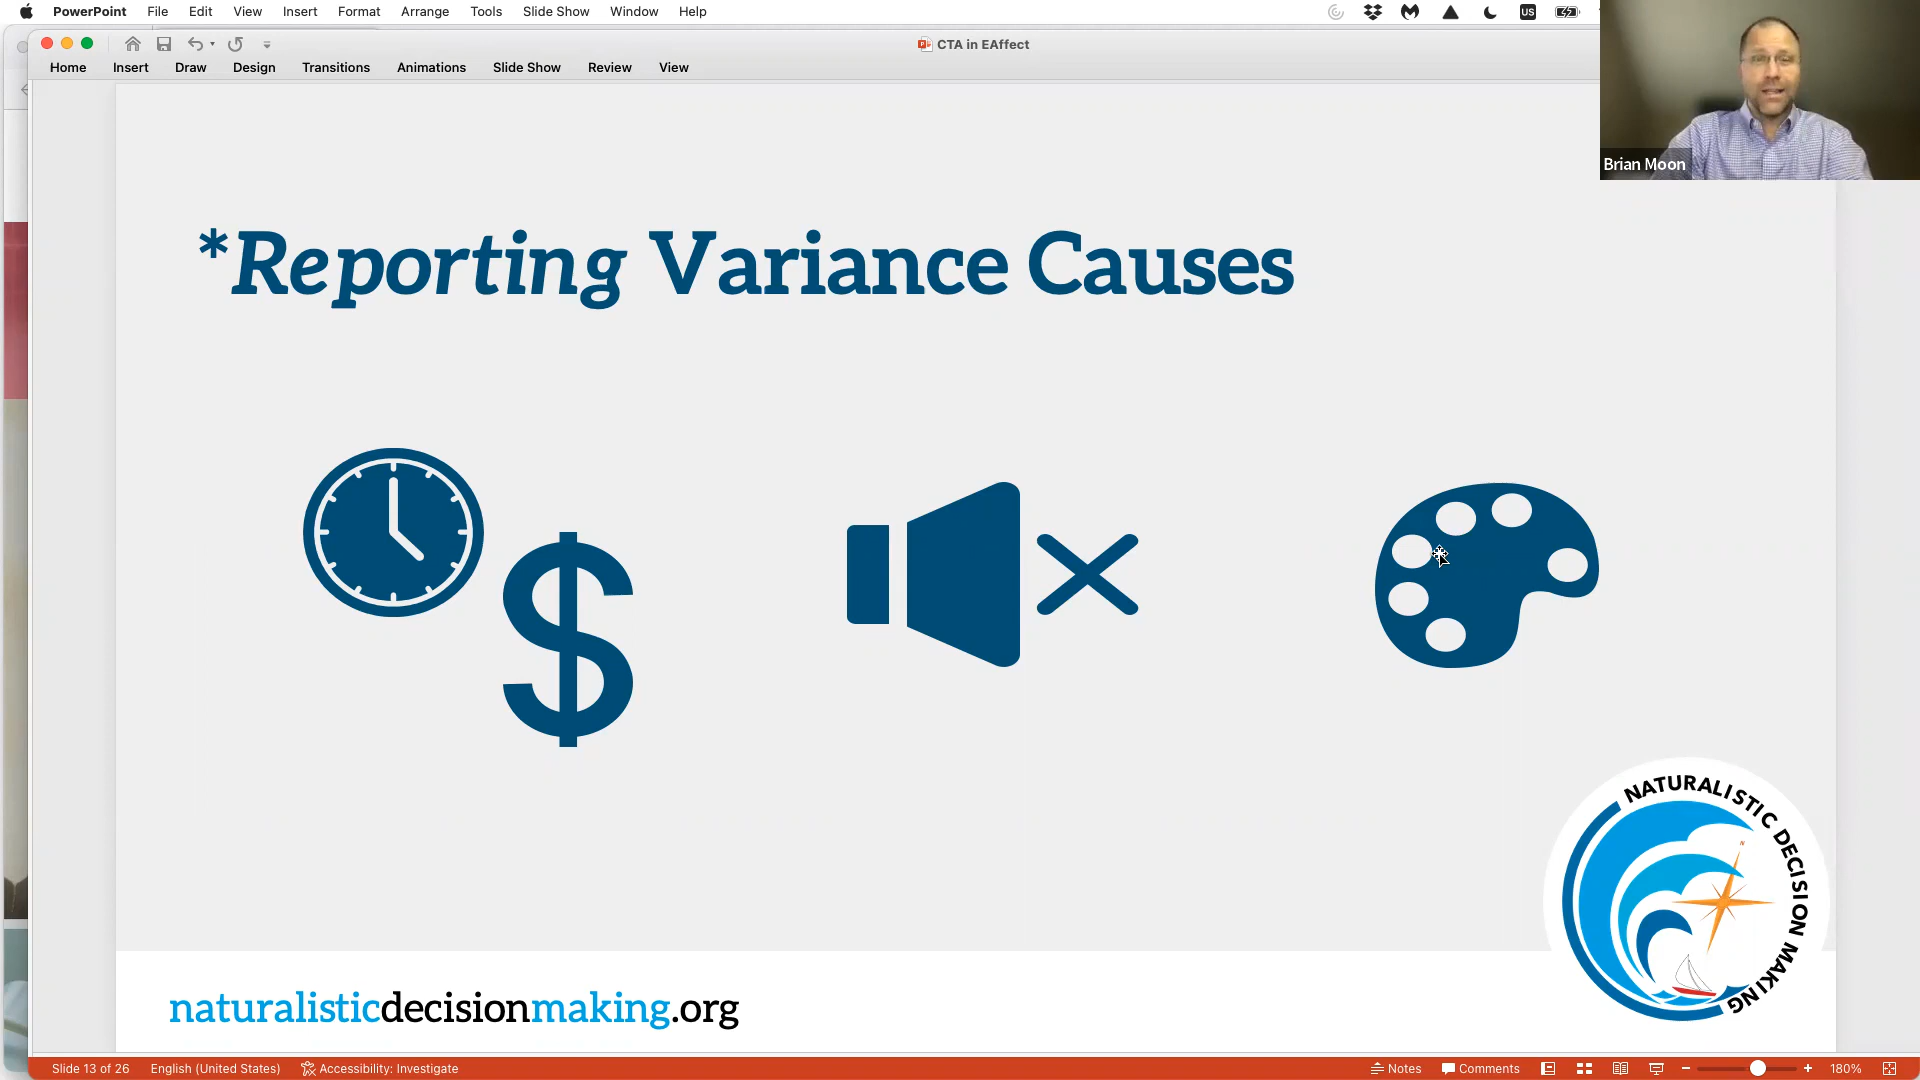 PowerPoint File Edit View Insert Format Arrange Tools Slide Show Window Help US
CTA in EAffect
Home Insert Draw Design Transitions Animations Slide Show Review View
Brian Moon
*Reporting Variance Causes
$
NATURALISTIC DECISION MAKING
N
naturalisticdecisionmaking.org
Slide 13 of 26 English (United States) Accessibility: Investigate Notes Comments 180%